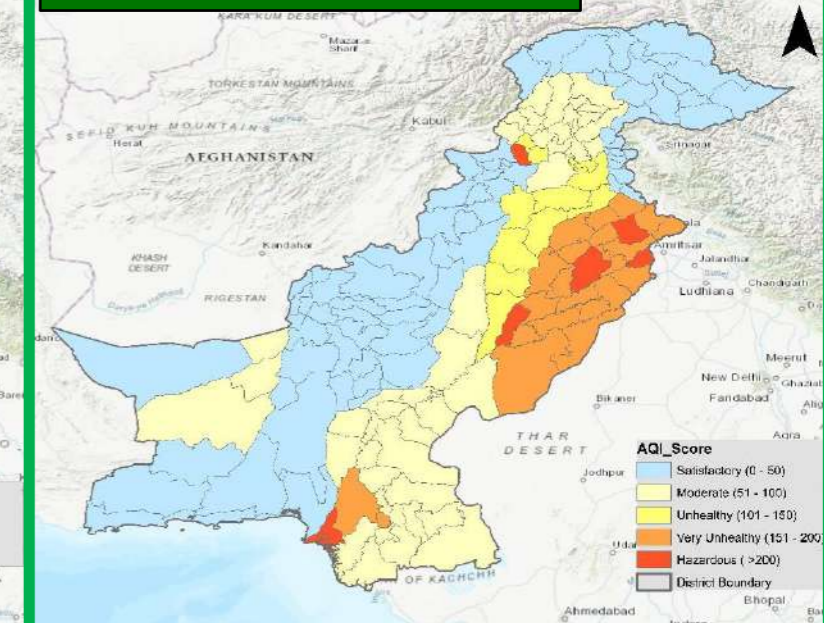 KARA KUM DESERT
Mazar-e
Sharif
TORKESTAN MOUNTAINS
Kabul
SEFID KUH MOUNTAINS
Herat
AFGHANISTAN
Srinagar
Kandahar
Amritsar
KHASH
DESERT
Jalandhar
Chandigarh
RIGESTAN
Ludhiana
Meerut
New Delhi
Bikaner
Faridabad
THAR
DESERT
Agra
AQI_Score
Satisfactory (0 - 50)
Jodhpur
Moderate (51 - 100)
Unhealthy (101 - 150)
Very Unhealthy (151 - 200)
Hazardous ( >200)
OF KACHCHH
District Boundary
Bhopal
Ahmedabad